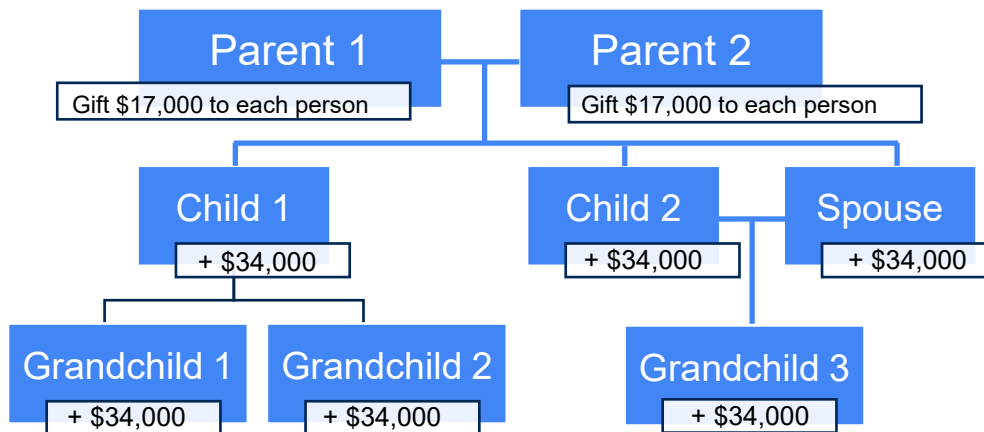 Parent 1
Parent 2
Gift $17,000 to each person
Gift $17,000 to each person
Child 1
Child 2
Spouse
+ $34,000
+ $34,000
+ $34,000
Grandchild 1
Grandchild 2
Grandchild 3
+ $34,000
+ $34,000
+ $34,000